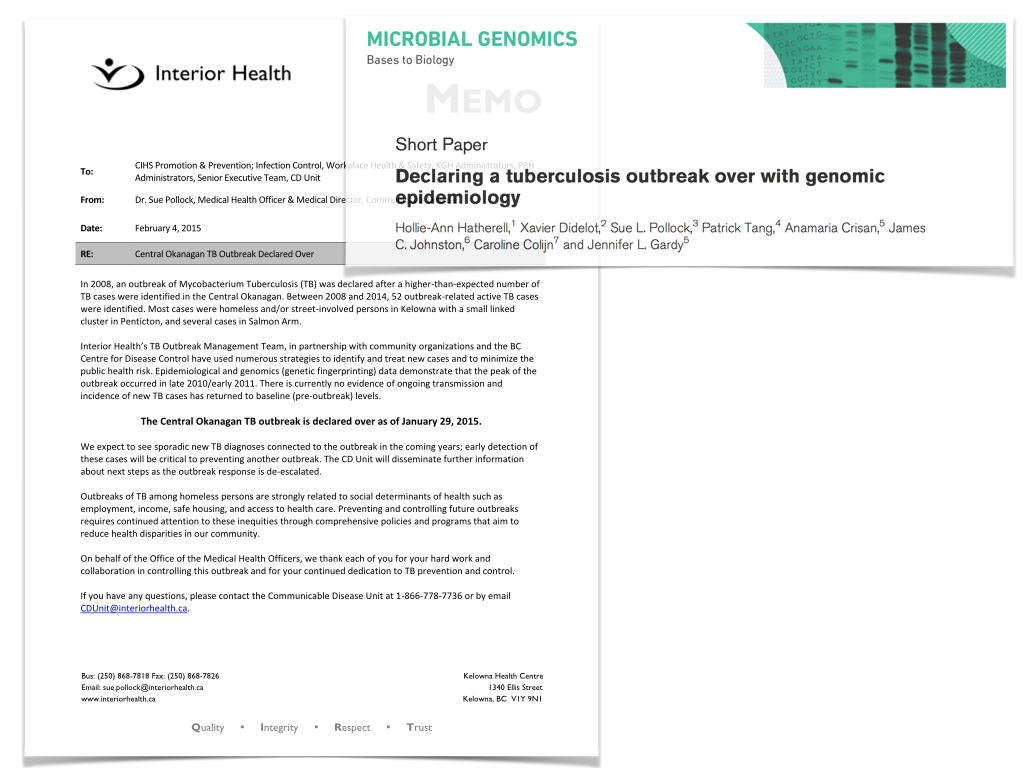 Interior Health
MEMO
To:
CIHS Promotion & Prevention; Infection Control, Workplace Health & Safety, KGH Administrators, PRH
Administrators, Senior Executive Team, CD Unit
From:
Dr. Sue Pollock, Medical Health Officer & Medical Director,
Date:
February 4, 2015
RE:
Central Okanagan TB Outbreak Declared Over
In 2008, an outbreak of Mycobacterium Tuberculosis (TB) was declared after a higher-than-expected number of
TB cases were identified in the Central Okanagan. Between 2008 and 2014, 52 outbreak-related active TB cases
were identified. Most cases were homeless and/or street-involved persons in Kelowna with a small linked
cluster in Penticton, and several cases in Salmon Arm.
Interior Health's TB Outbreak Management Team, in partnership with community organizations and the BC
Centre for Disease Control have used numerous strategies to identify and treat new cases and to minimize the
public health risk. Epidemiological and genomics (genetic fingerprinting) data demonstrate that the peak of the
outbreak occurred in late 2010/early 2011. There is currently no evidence of ongoing transmission and
incidence of new TB cases has returned to baseline (pre-outbreak) levels.
The Central Okanagan TB outbreak is declared over as of January 29, 2015.
We expect to see sporadic new TB diagnoses connected to the outbreak in the coming years; early detection of
these cases will be critical to preventing another outbreak. The CD Unit will disseminate further information
about next steps as the outbreak response is de-escalated.
Outbreaks of TB among homeless persons are strongly related to social determinants of health such as
employment, income, safe housing, and access to health care. Preventing and controlling future outbreaks
requires continued attention to these inequities through comprehensive policies and programs that aim to
reduce health disparities in our community.
On behalf of the Office of the Medical Health Officers, we thank each of you for your hard work and
collaboration in controlling this outbreak and for your continued dedication to TB prevention and control.
If you have any questions, please contact the Communicable Disease Unit at 1-866-778-7736 or by email
CDUnit@interiorhealth.ca.
Bus: (250) 868-7818 Fax: (250) 868-7826
Email: sue.pollock@interiorhealth.ca
www.interiorhealth.ca
Kelowna Health Centre
1340 Ellis Street
Kelowna, BC V1Y 9N1
Quality • Integrity • Respect • Trust
MICROBIAL GENOMICS
Bases to Biology
Short Paper
Declaring a tuberculosis outbreak over with genomic
epidemiology
Hollie-Ann Hatherell,1 Xavier Didelot,2 Sue L. Pollock,3 Patrick Tang,4 Anamaria Crisan,5 James
C. Johnston,6 Caroline Colijn7 and Jennifer L. Gardy5